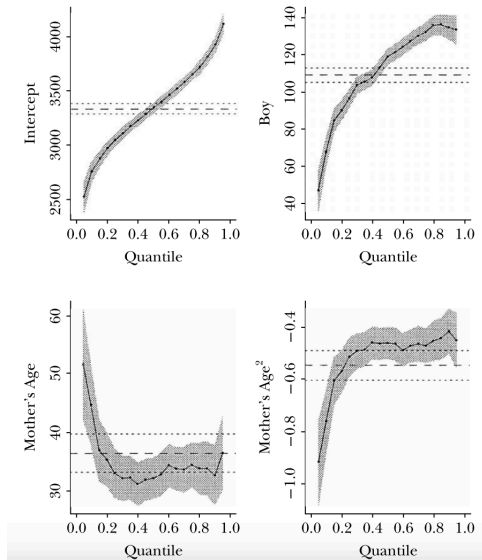 Intercept
2500 3000 3500 4000
0.0 0.2 0.4 0.6 0.8 1.0
Quantile
Boy
40 60 80 100 120 140
0.0 0.2 0.4 0.6 0.8 1.0
Quantile
Mother's Age
30 40 50 60
0.0 0.2 0.4 0.6 0.8 1.0
Quantile
Mother's Age²
−1.0 −0.8 −0.6 −0.4
0.0 0.2 0.4 0.6 0.8 1.0
Quantile